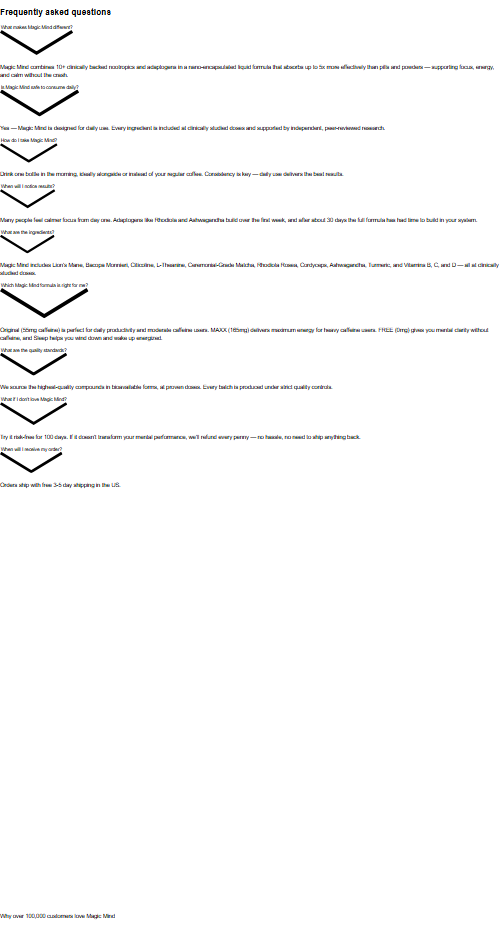 Frequently asked questions
What makes Magic Mind different?
Magic Mind combines 10+ clinically backed nootropics and adaptogens in a nano-encapsulated liquid formula that absorbs up to 5x more effectively than pills and powders — supporting focus, energy,
and calm without the crash.
Is Magic Mind safe to consume daily?
Yes — Magic Mind is designed for daily use. Every ingredient is included at clinically studied doses and supported by independent, peer-reviewed research.
How do I take Magic Mind?
Drink one bottle in the morning, ideally alongside or instead of your regular coffee. Consistency is key — daily use delivers the best results.
When will I notice results?
Many people feel calmer focus from day one. Adaptogens like Rhodiola and Ashwagandha build over the first week, and after about 30 days the full formula has had time to build in your system.
What are the ingredients?
Magic Mind includes Lion's Mane, Bacopa Monnieri, Citicoline, L-Theanine, Ceremonial-Grade Matcha, Rhodiola Rosea, Cordyceps, Ashwagandha, Turmeric, and Vitamins B, C, and D — all at clinically
studied doses.
Which Magic Mind formula is right for me?
Original (55mg caffeine) is perfect for daily productivity and moderate caffeine users. MAXX (165mg) delivers maximum energy for heavy caffeine users. FREE (0mg) gives you mental clarity without
caffeine, and Sleep helps you wind down and wake up energized.
What are the quality standards?
We source the highest-quality compounds in bioavailable forms, at proven doses. Every batch is produced under strict quality controls.
What if I don't love Magic Mind?
Try it risk-free for 100 days. If it doesn't transform your mental performance, we'll refund every penny — no hassle, no need to ship anything back.
When will I receive my order?
Orders ship with free 3-5 day shipping in the US.
Why over 100,000 customers love Magic Mind